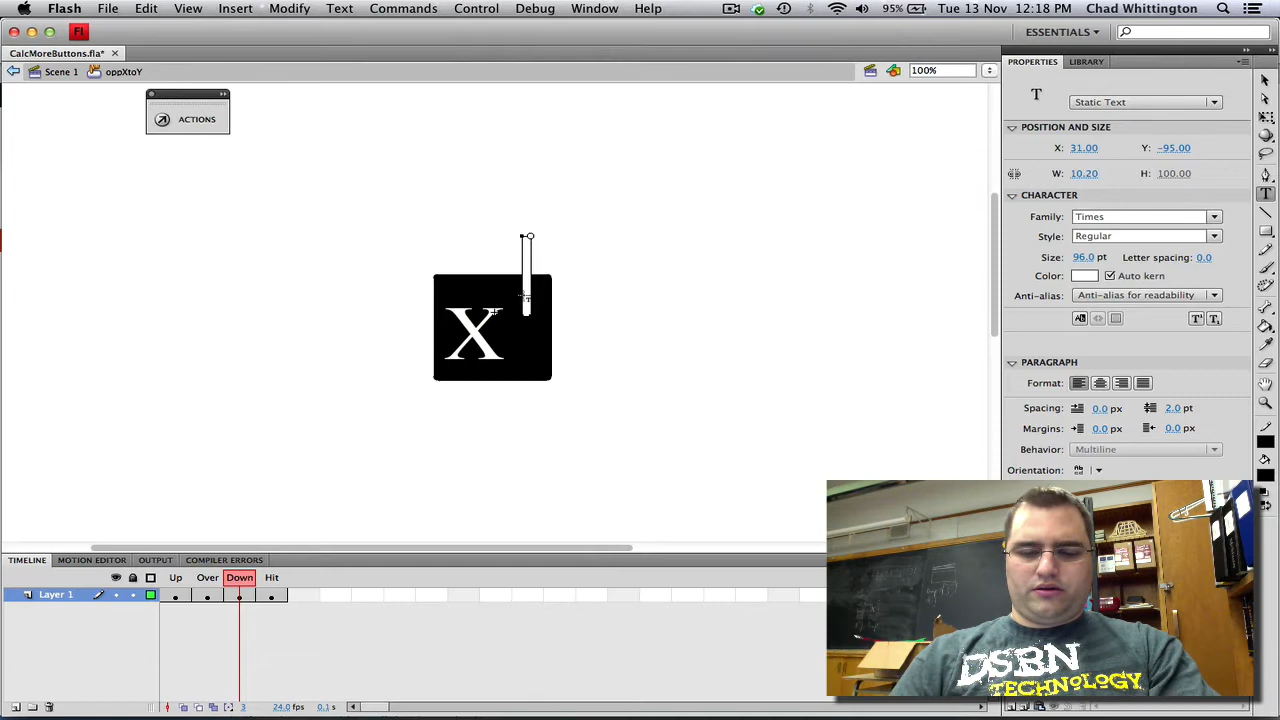 Flash File Edit View Insert Modify Text Commands Control Debug Window Help 95% Tue 13 Nov 12:18 PM Chad Whittington
Fl ESSENTIALS
CalcMoreButtons.fla*
Scene 1 oppXtoY 100%
PROPERTIES LIBRARY
T Static Text
ACTIONS
POSITION AND SIZE
X: 31.00 Y: -95.00
W: 10.20 H: 100.00
CHARACTER
Family: Times
Style: Regular
Size: 96.0 pt Letter spacing: 0.0
Color: Auto kern
Anti-alias: Anti-alias for readability
X
PARAGRAPH
Format:
Spacing: 0.0 px 2.0 pt
Margins: 0.0 px 0.0 px
Behavior: Multiline
Orientation:
TIMELINE MOTION EDITOR OUTPUT COMPILER ERRORS
Up Over Down Hit
Layer 1
3 24.0 fps 0.1 s
DSBN
TECHNOLOGY